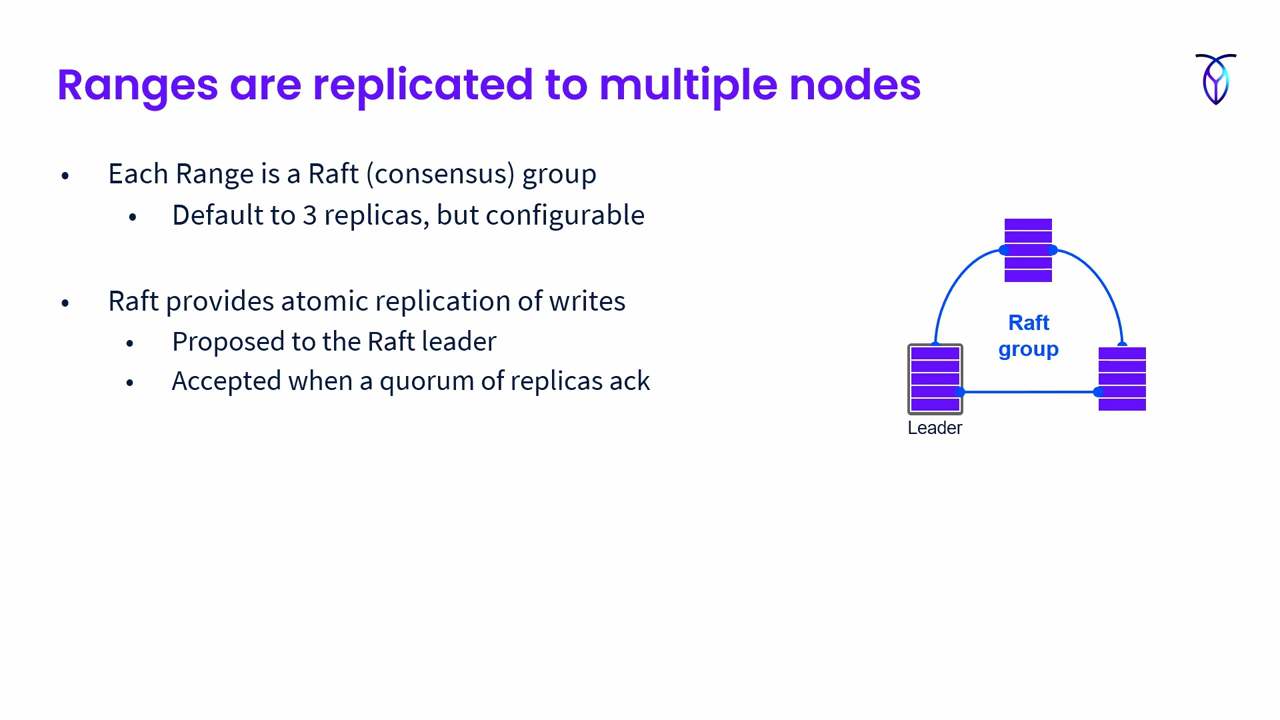 Ranges are replicated to multiple nodes
• Each Range is a Raft (consensus) group
• Default to 3 replicas, but configurable
• Raft provides atomic replication of writes
• Proposed to the Raft leader
• Accepted when a quorum of replicas ack
Raft
group
Leader